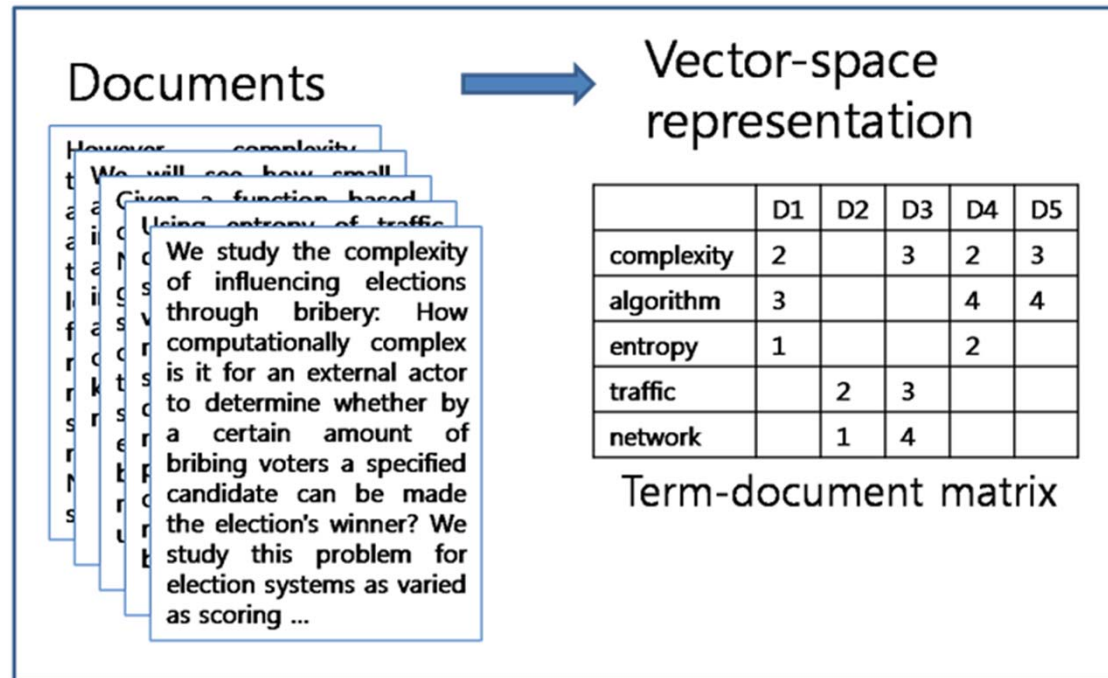 Documents
Vector-space
representation
However complexity
We will see how small
Given a function based
Using entropy of traffic
We study the complexity
of influencing elections
through bribery: How
computationally complex
is it for an external actor
to determine whether by
a certain amount of
bribing voters a specified
candidate can be made
the election's winner? We
study this problem for
election systems as varied
as scoring ...
D1 D2 D3 D4 D5
complexity 2 3 2 3
algorithm 3 4 4
entropy 1 2
traffic 2 3
network 1 4
Term-document matrix